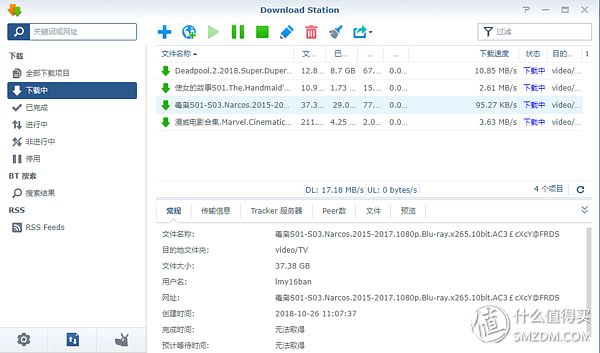 Download Station
关键词或网址
过滤
下载
全部下载项目
下载中
已完成
进行中
非进行中
停用
BT 搜索
搜索结果
RSS
RSS Feeds
文件名称 文... 已... ... ... 下载速度 状态 目的...
Deadpool.2.2018.Super.Duper... 12.8... 8.7 GB 67.... 0.0... 10.85 MB/s 下载中 video/...
使女的故事S01.The.Handmaid'... 10.9... 1.73 ... 15.... 0.0... 2.61 MB/s 下载中 video/...
毒枭S01-S03.Narcos.2015-20... 37.3... 29.0... 77.... 0.0... 95.27 KB/s 下载中 video/...
漫威电影合集.Marvel.Cinematic... 211.... 4.25 ... 2.0... 0.0... 3.63 MB/s 下载中 video/...
DL: 17.18 MB/s UL: 0 bytes/s
4 个项目
常规 传输信息 Tracker 服务器 Peer数 文件 预览
文件名称: 毒枭S01-S03.Narcos.2015-2017.1080p.Blu-ray.x265.10bit.AC3￡cXcY@FRDS
目的地文件夹: video/TV
文件大小: 37.38 GB
用户名: lmy16ban
网址: 毒枭S01-S03.Narcos.2015-2017.1080p.Blu-ray.x265.10bit.AC3￡cXcY@FRDS
创建时间: 2018-10-26 11:07:37
完成时间: 无法取得
预计等待时间: 无法取得
值 什么值得买
SMZDM.COM